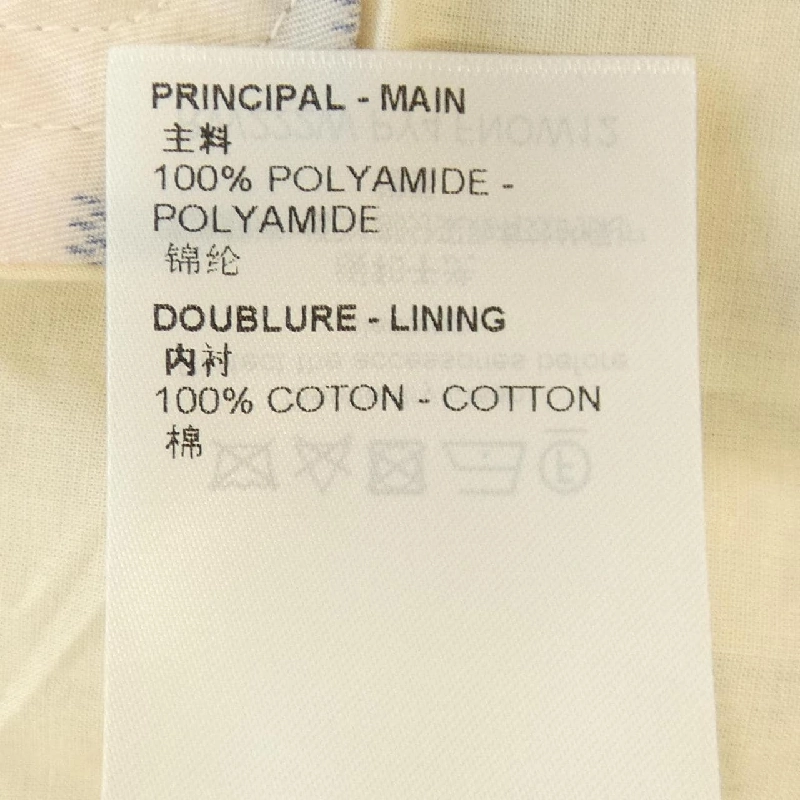 PRINCIPAL - MAIN
主料
100% POLYAMIDE -
POLYAMIDE
锦纶
DOUBLURE - LINING
内衬
100% COTON - COTTON
棉